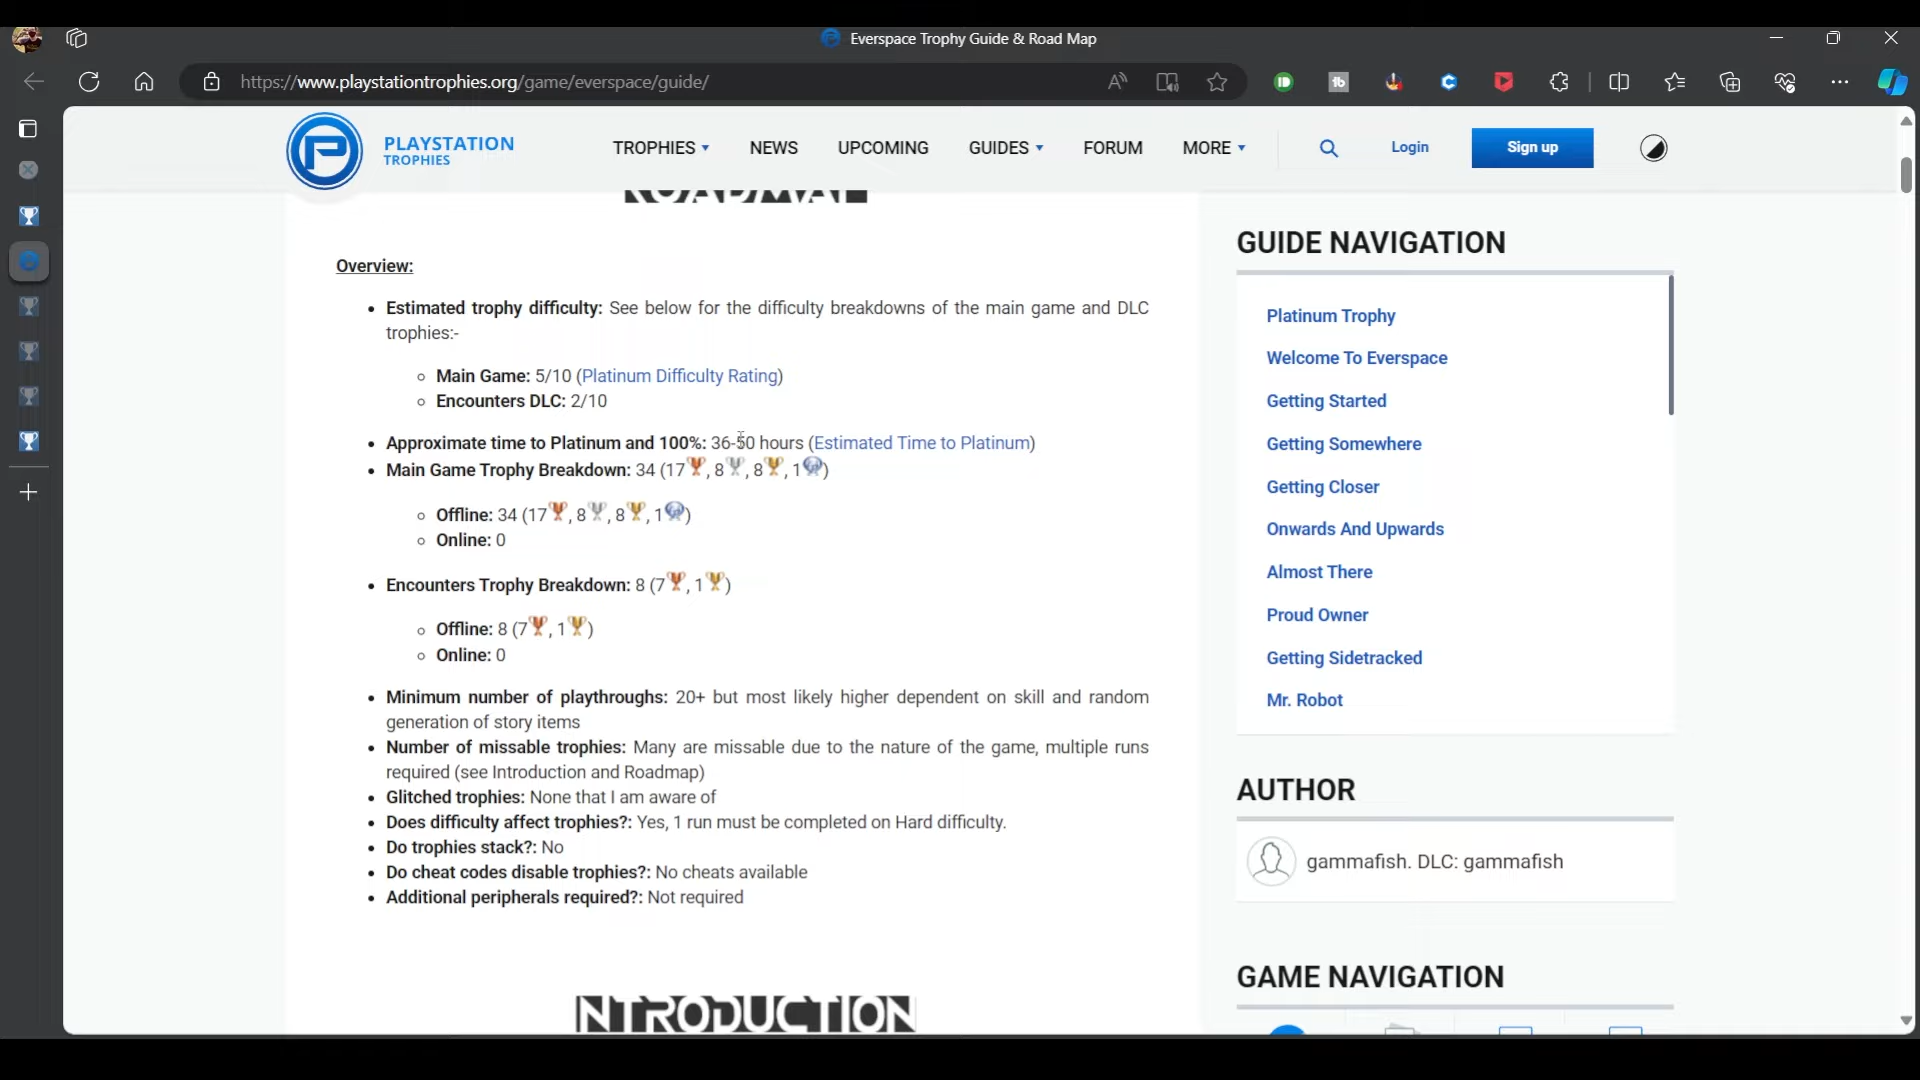 Everspace Trophy Guide & Road Map
https://www.playstationtrophies.org/game/everspace/guide/
PLAYSTATION
TROPHIES
TROPHIES
NEWS
UPCOMING
GUIDES
FORUM
MORE
Login
Sign up
ROADMAP
Overview:
Estimated trophy difficulty: See below for the difficulty breakdowns of the main game and DLC
trophies:-
Main Game: 5/10 (Platinum Difficulty Rating)
Encounters DLC: 2/10
Approximate time to Platinum and 100%: 36-50 hours (Estimated Time to Platinum)
Main Game Trophy Breakdown: 34 (17, 8, 8, 1)
Offline: 34 (17, 8, 8, 1)
Online: 0
Encounters Trophy Breakdown: 8 (7, 1)
Offline: 8 (7, 1)
Online: 0
Minimum number of playthroughs: 20+ but most likely higher dependent on skill and random
generation of story items
Number of missable trophies: Many are missable due to the nature of the game, multiple runs
required (see Introduction and Roadmap)
Glitched trophies: None that I am aware of
Does difficulty affect trophies?: Yes, 1 run must be completed on Hard difficulty.
Do trophies stack?: No
Do cheat codes disable trophies?: No cheats available
Additional peripherals required?: Not required
INTRODUCTION
GUIDE NAVIGATION
Platinum Trophy
Welcome To Everspace
Getting Started
Getting Somewhere
Getting Closer
Onwards And Upwards
Almost There
Proud Owner
Getting Sidetracked
Mr. Robot
AUTHOR
gammafish. DLC: gammafish
GAME NAVIGATION